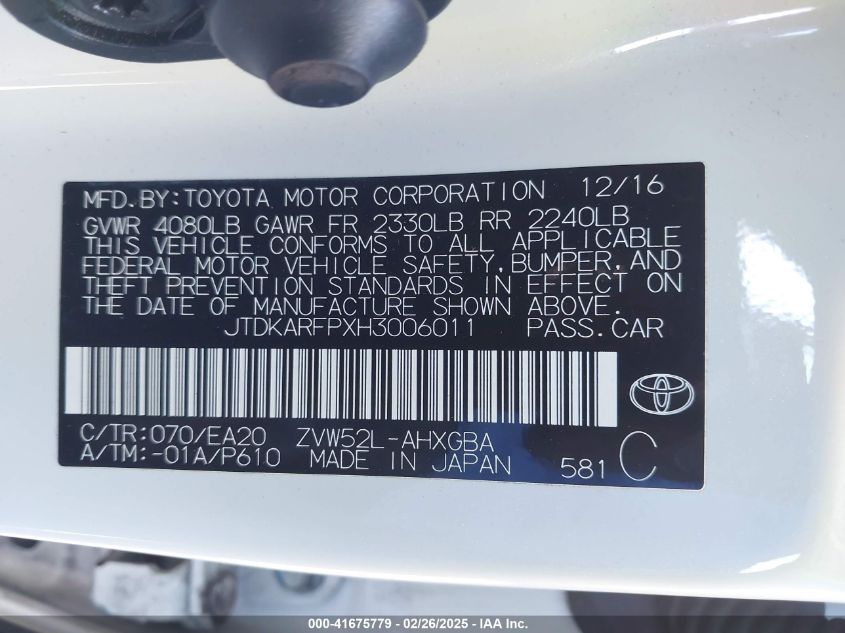 MFD.BY:TOYOTA MOTOR CORPORATION 12/16
GVWR 4080LB GAWR FR 2330LB RR 2240LB
THIS VEHICLE CONFORMS TO ALL APPLICABLE
FEDERAL MOTOR VEHICLE SAFETY,BUMPER,AND
THEFT PREVENTION STANDARDS IN EFFECT ON
THE DATE OF MANUFACTURE SHOWN ABOVE.
JTDKARFPXH3006011 PASS.CAR
C/TR:070/EA20 ZVW52L-AHXGBA
A/TM:-01A/P610 MADE IN JAPAN 581 C
000-41675779 - 02/26/2025 - IAA Inc.